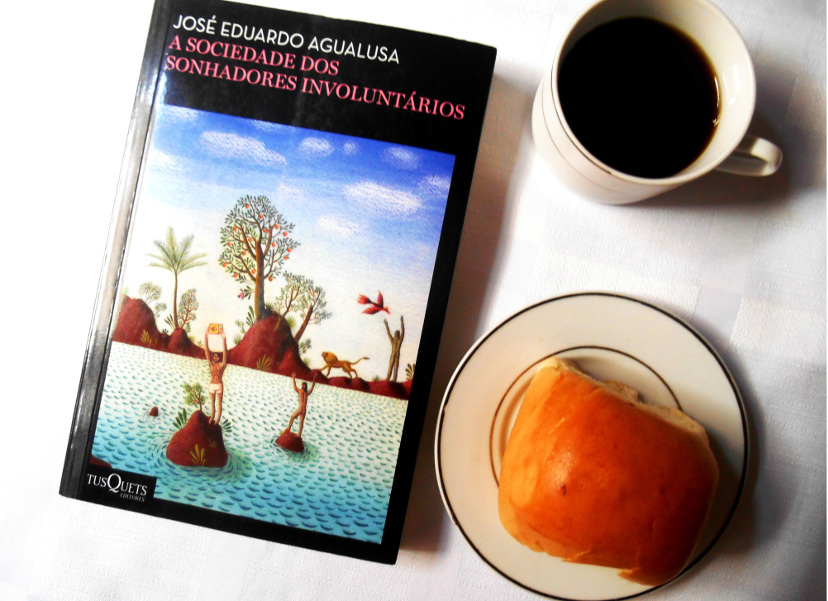 JOSÉ EDUARDO AGUALUSA
A SOCIEDADE DOS
SONHADORES INVOLUNTÁRIOS
TUSQUETS
EDITORES